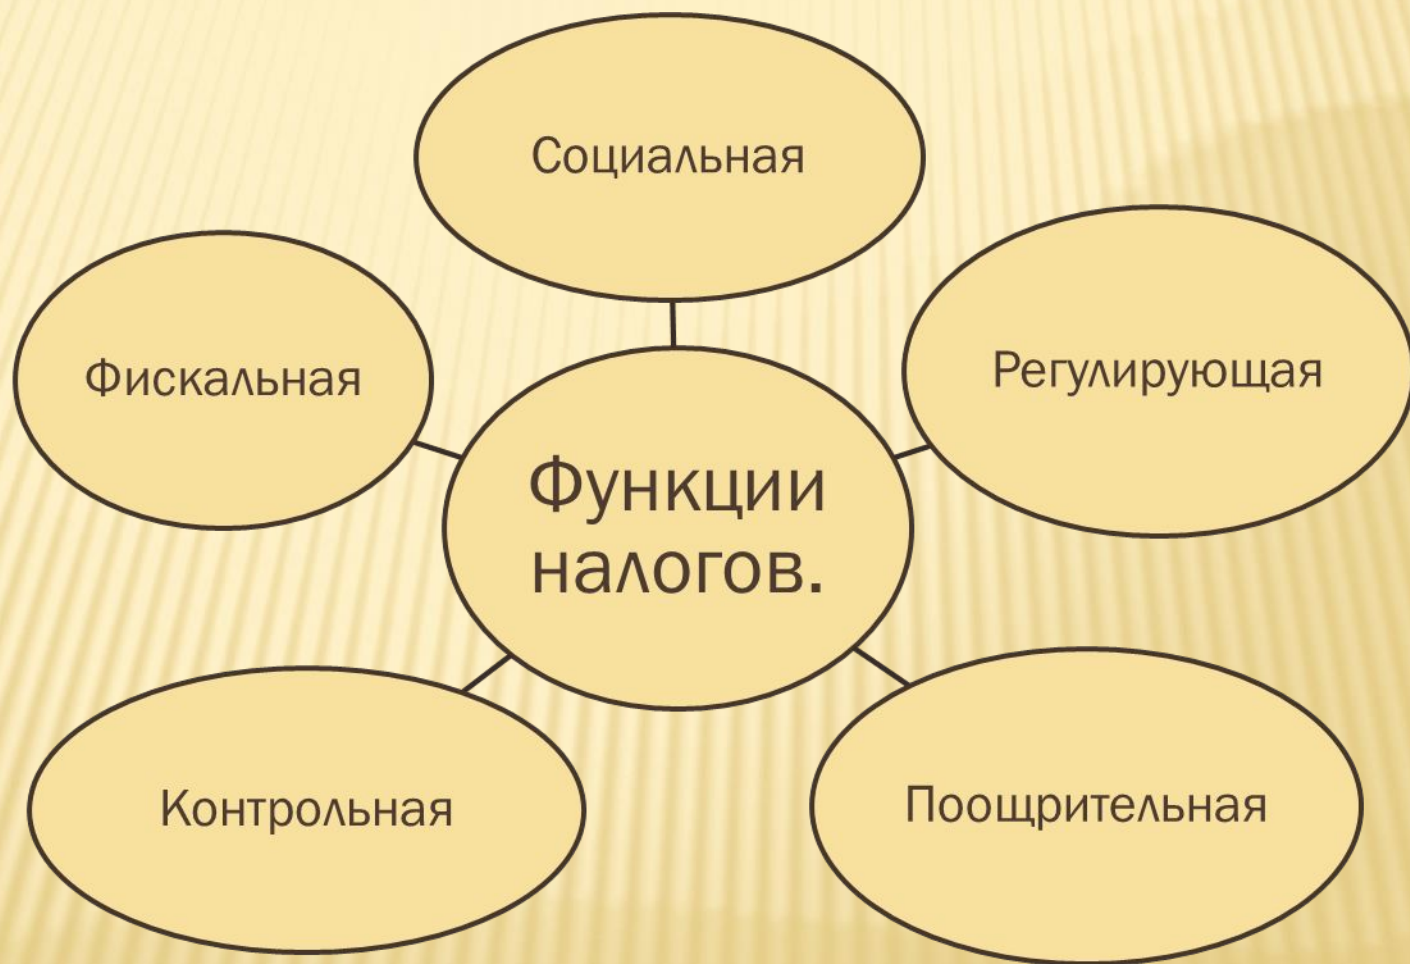 Социальная
Фискальная
Регулирующая
Функции
налогов.
Контрольная
Поощрительная